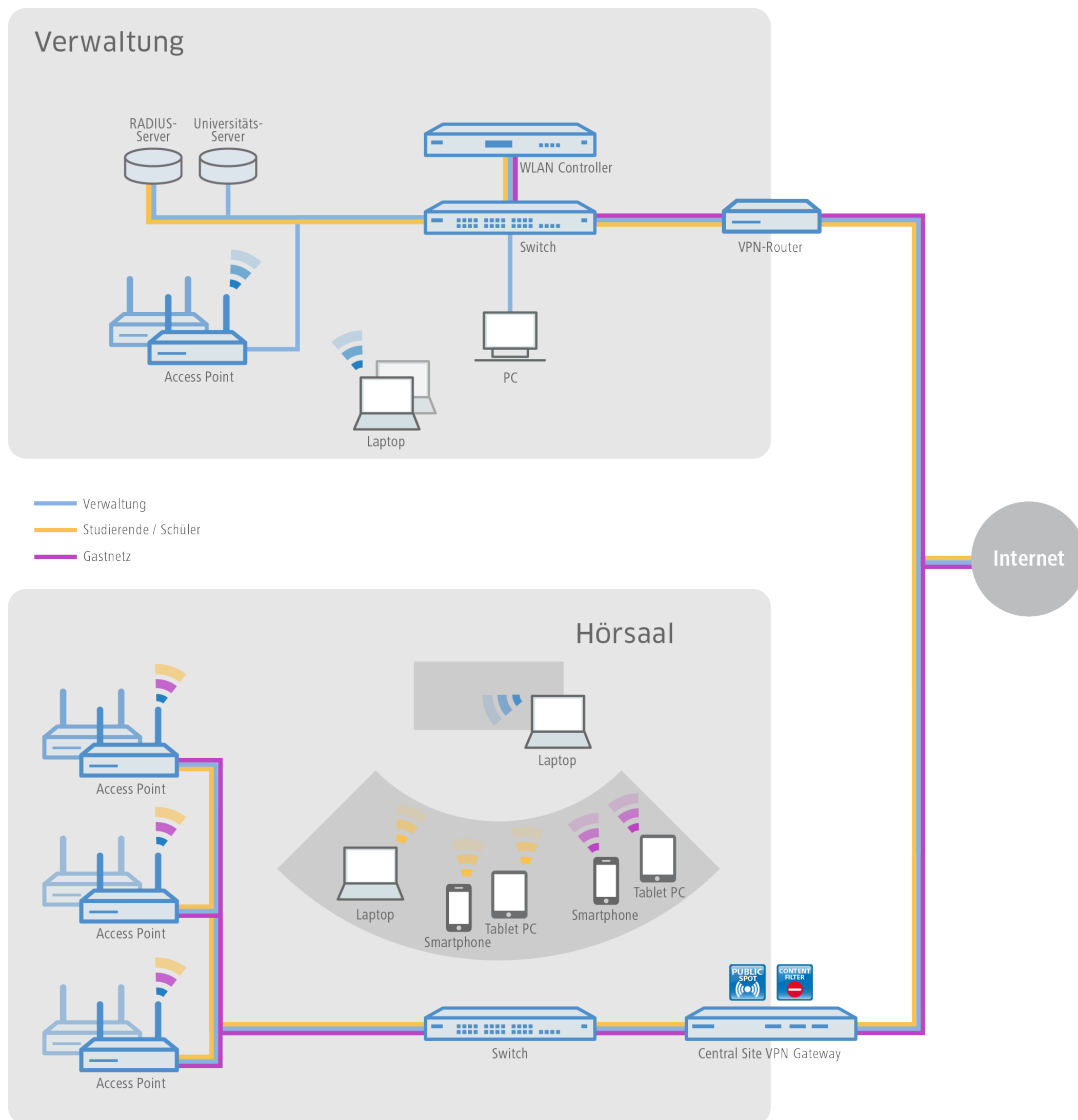 Verwaltung
RADIUS-
Server
Universitäts-
Server
WLAN Controller
Switch
VPN-Router
Access Point
PC
Laptop
Verwaltung
Studierende / Schüler
Gastnetz
Internet
Hörsaal
Laptop
Access Point
Access Point
Access Point
Laptop
Smartphone
Tablet PC
Smartphone
Tablet PC
PUBLIC
SPOT
CONTENT
FILTER
Switch
Central Site VPN Gateway